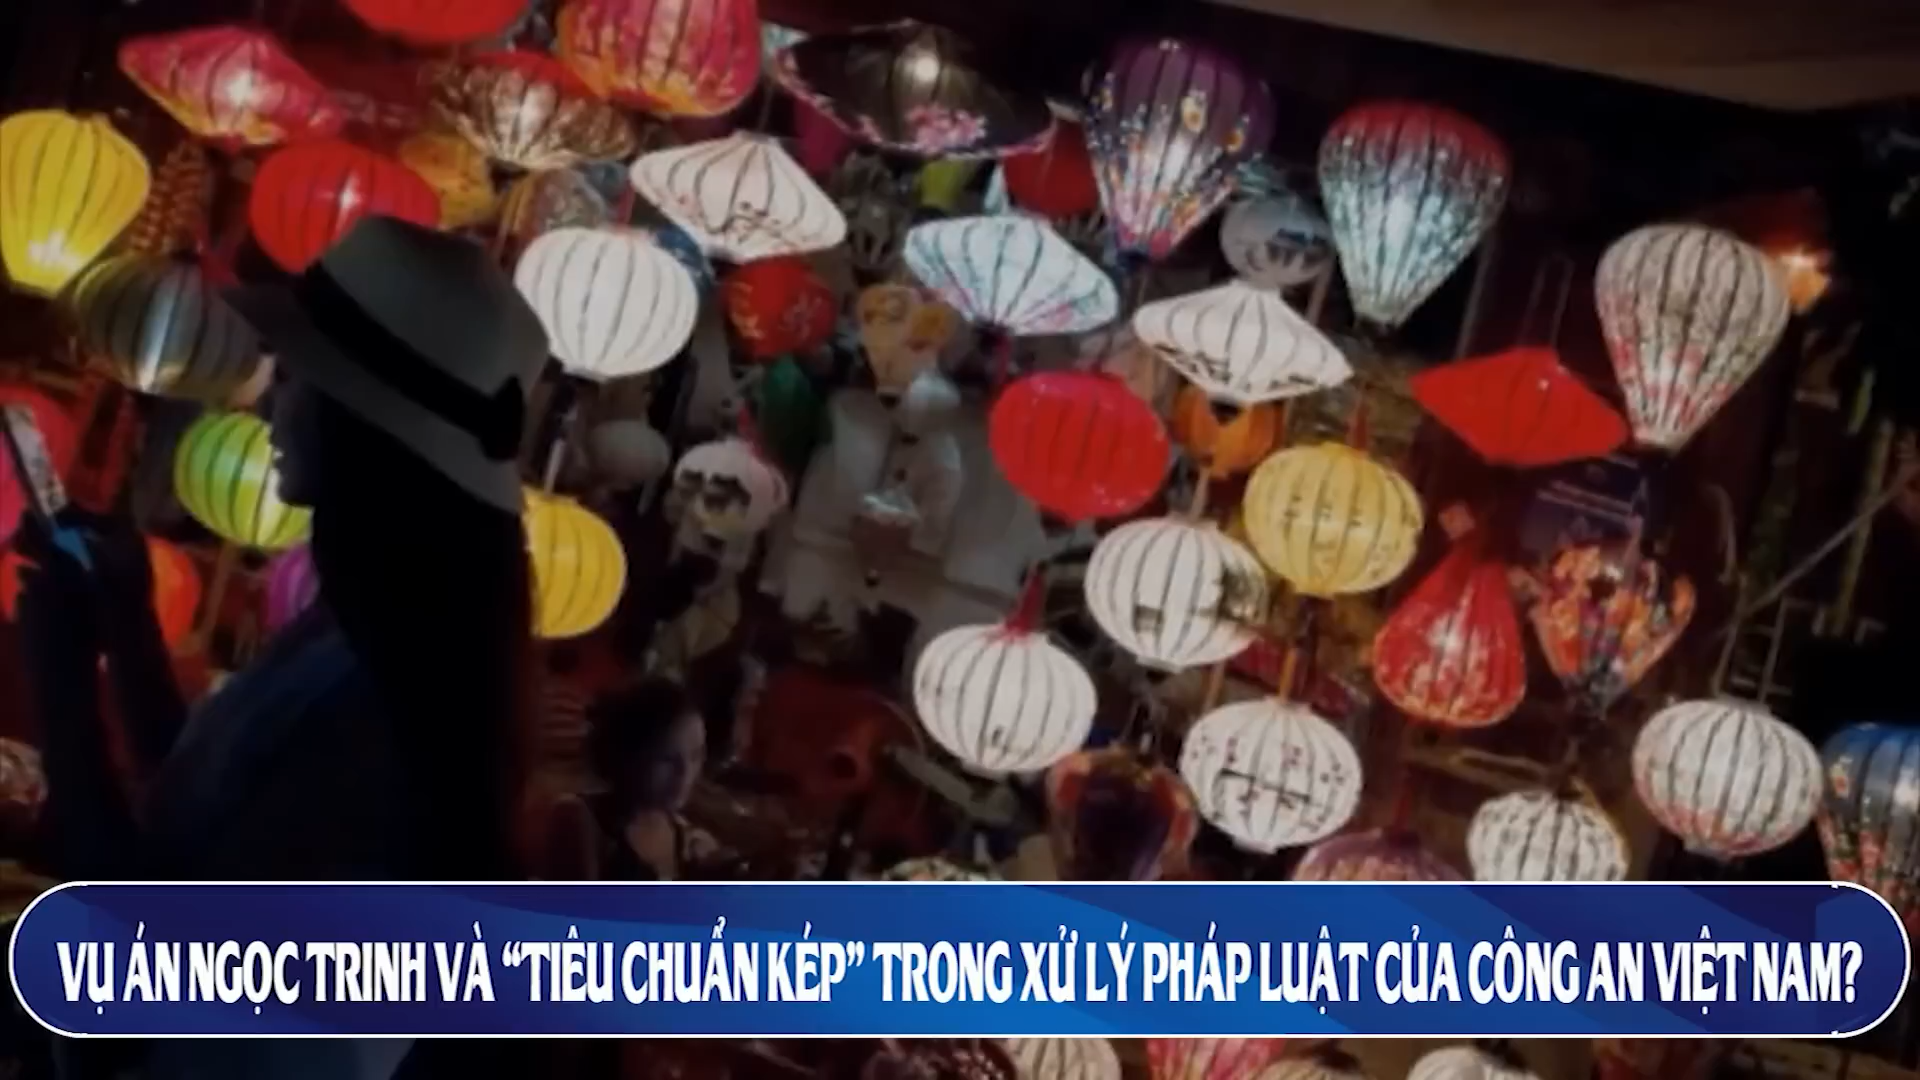 VỤ ÁN NGỌC TRINH VÀ “TIÊU CHUẨN KÉP” TRONG XỬ LÝ PHÁP LUẬT CỦA CÔNG AN VIỆT NAM?